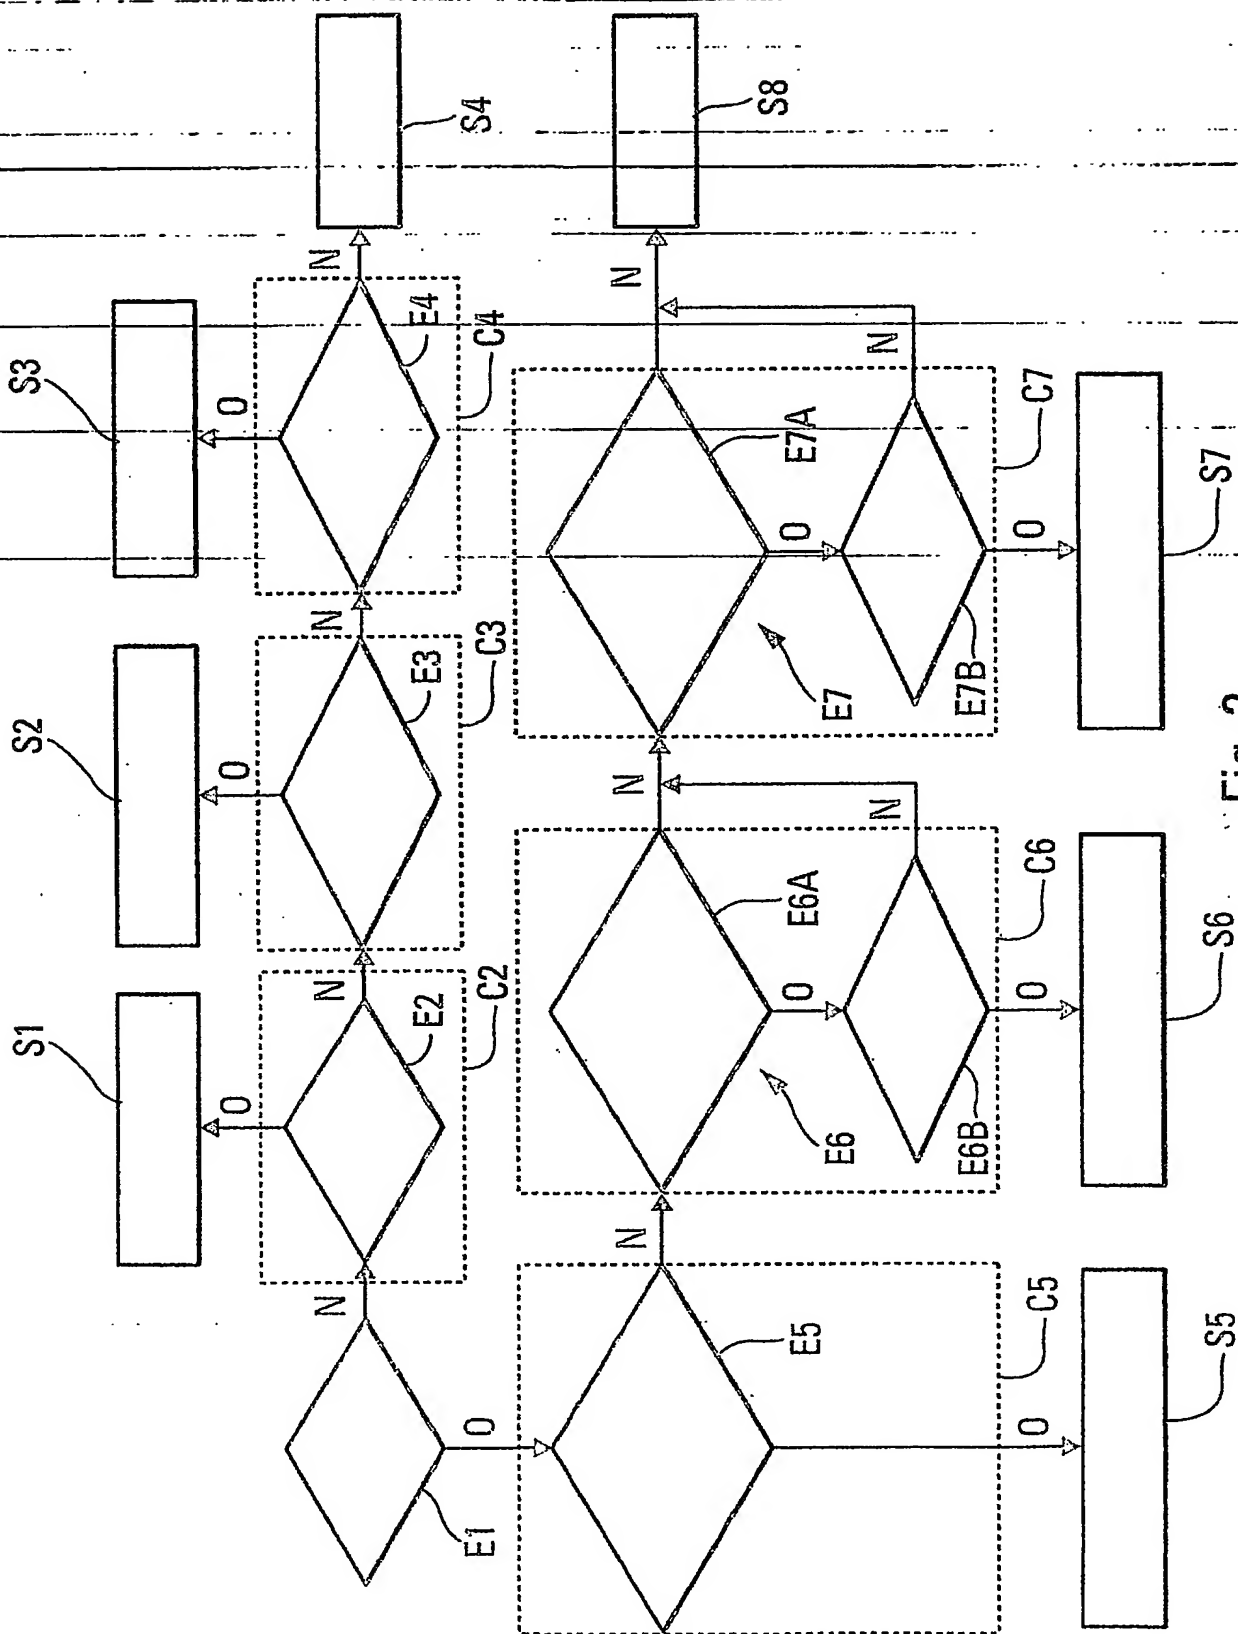 S1 S2 S3
O O O
N N N N
E2 E3 E4
E1 O C2 C3 C4 S4
N N N
E5 O E6A O E7A S8
E6 E7
N N
E6B E7B
O C5 O C6 O C7
S5 S6 S7